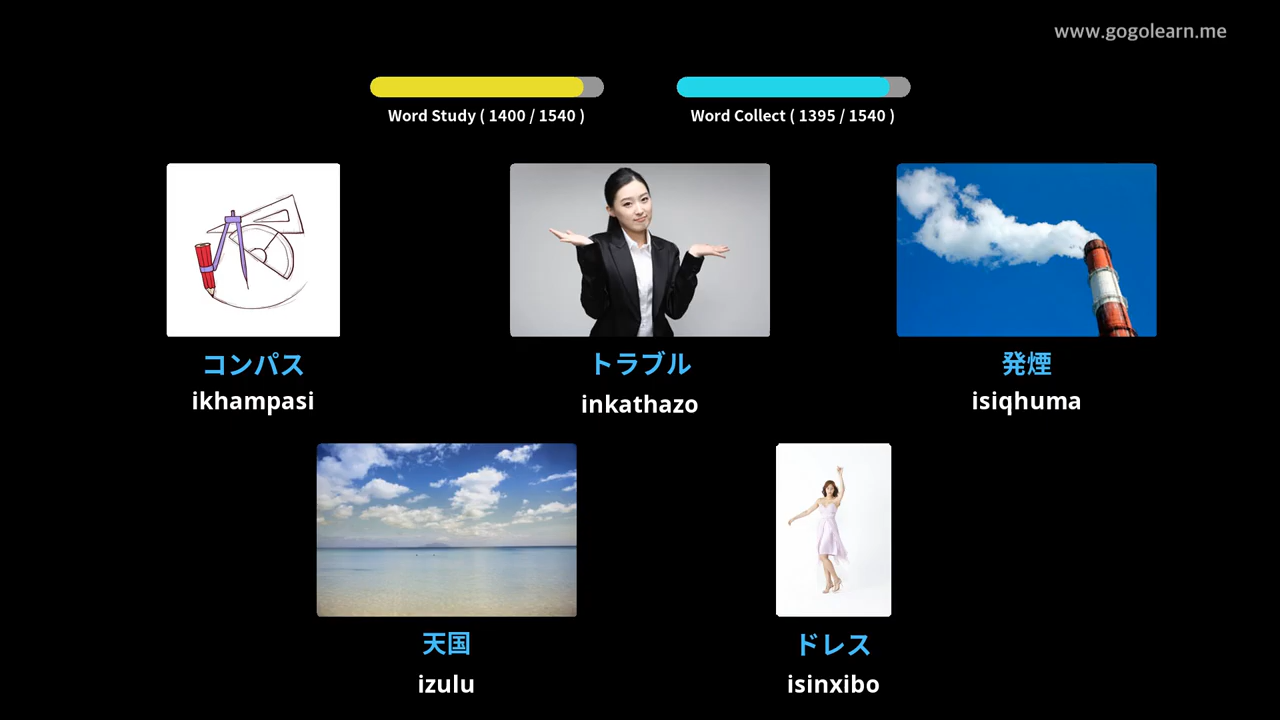 www.gogolearn.me
Word Study ( 1400 / 1540 )
Word Collect ( 1395 / 1540 )
コンパス
ikhampasi
トラブル
inkathazo
発煙
isiqhuma
天国
izulu
ドレス
isinxibo